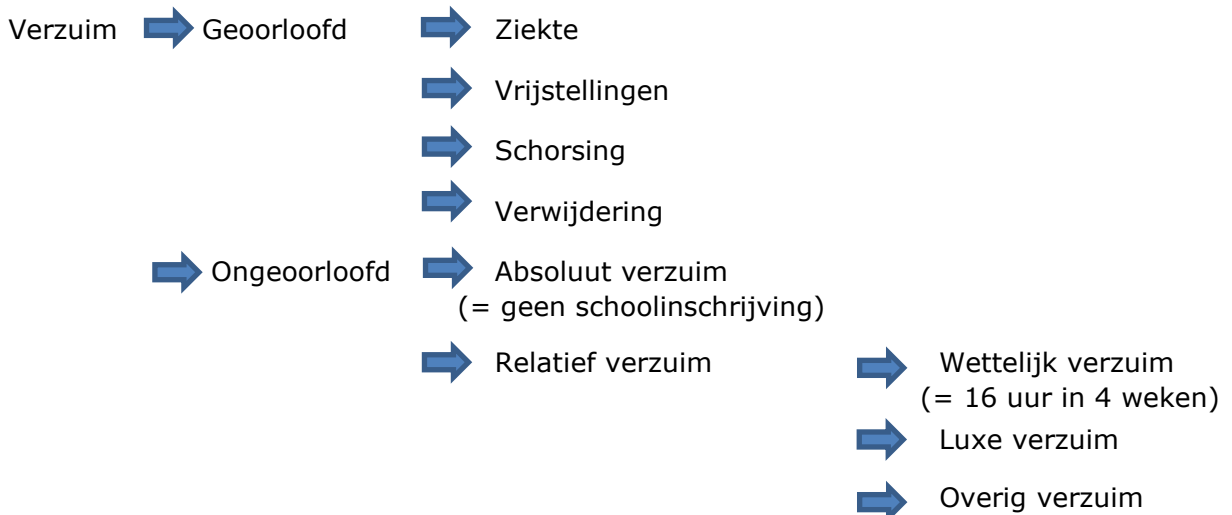 Verzuim Geoorloofd Ziekte
Vrijstellingen
Schorsing
Verwijdering
Ongeoorloofd Absoluut verzuim
(= geen schoolinschrijving)
Relatief verzuim Wettelijk verzuim
(= 16 uur in 4 weken)
Luxe verzuim
Overig verzuim